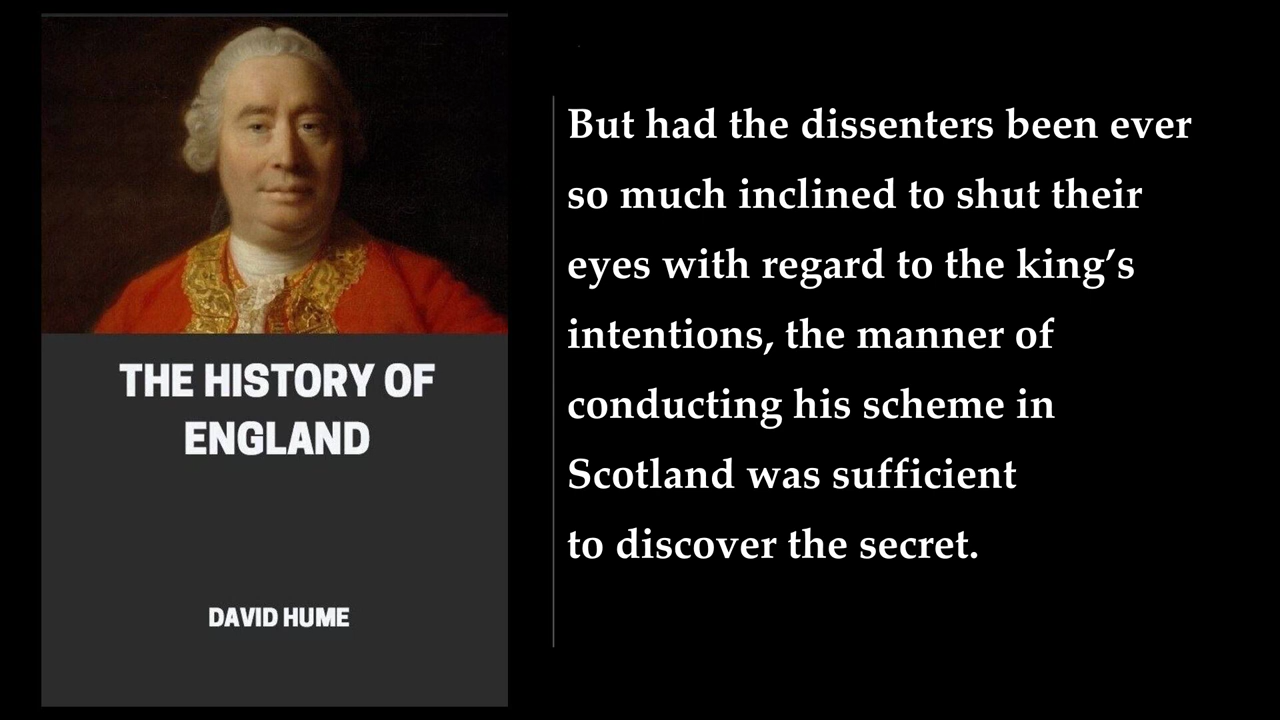 THE HISTORY OF
ENGLAND
DAVID HUME
But had the dissenters been ever
so much inclined to shut their
eyes with regard to the king’s
intentions, the manner of
conducting his scheme in
Scotland was sufficient
to discover the secret.